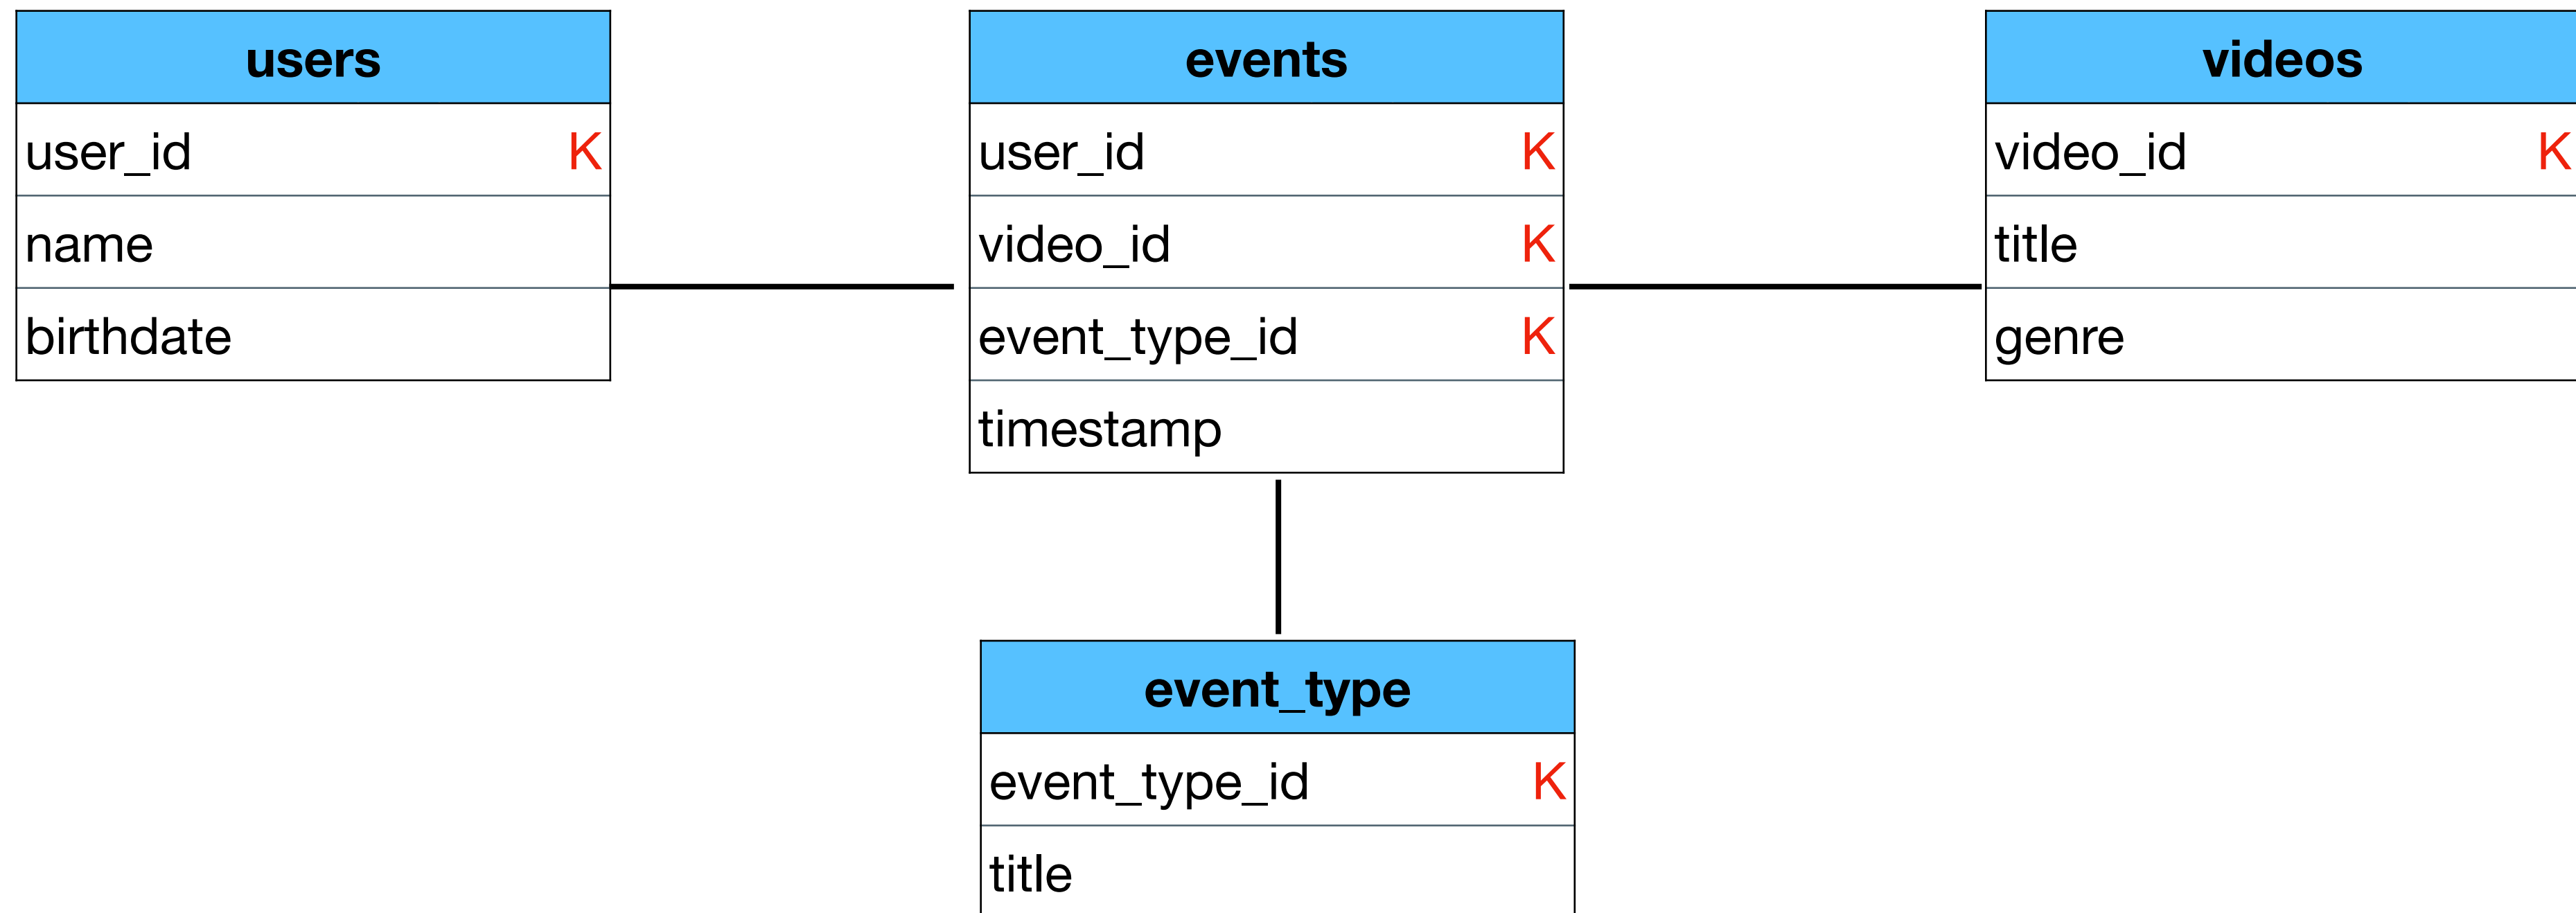 users
user_id K
name
birthdate
events
user_id K
video_id K
event_type_id K
timestamp
videos
video_id K
title
genre
event_type
event_type_id K
title